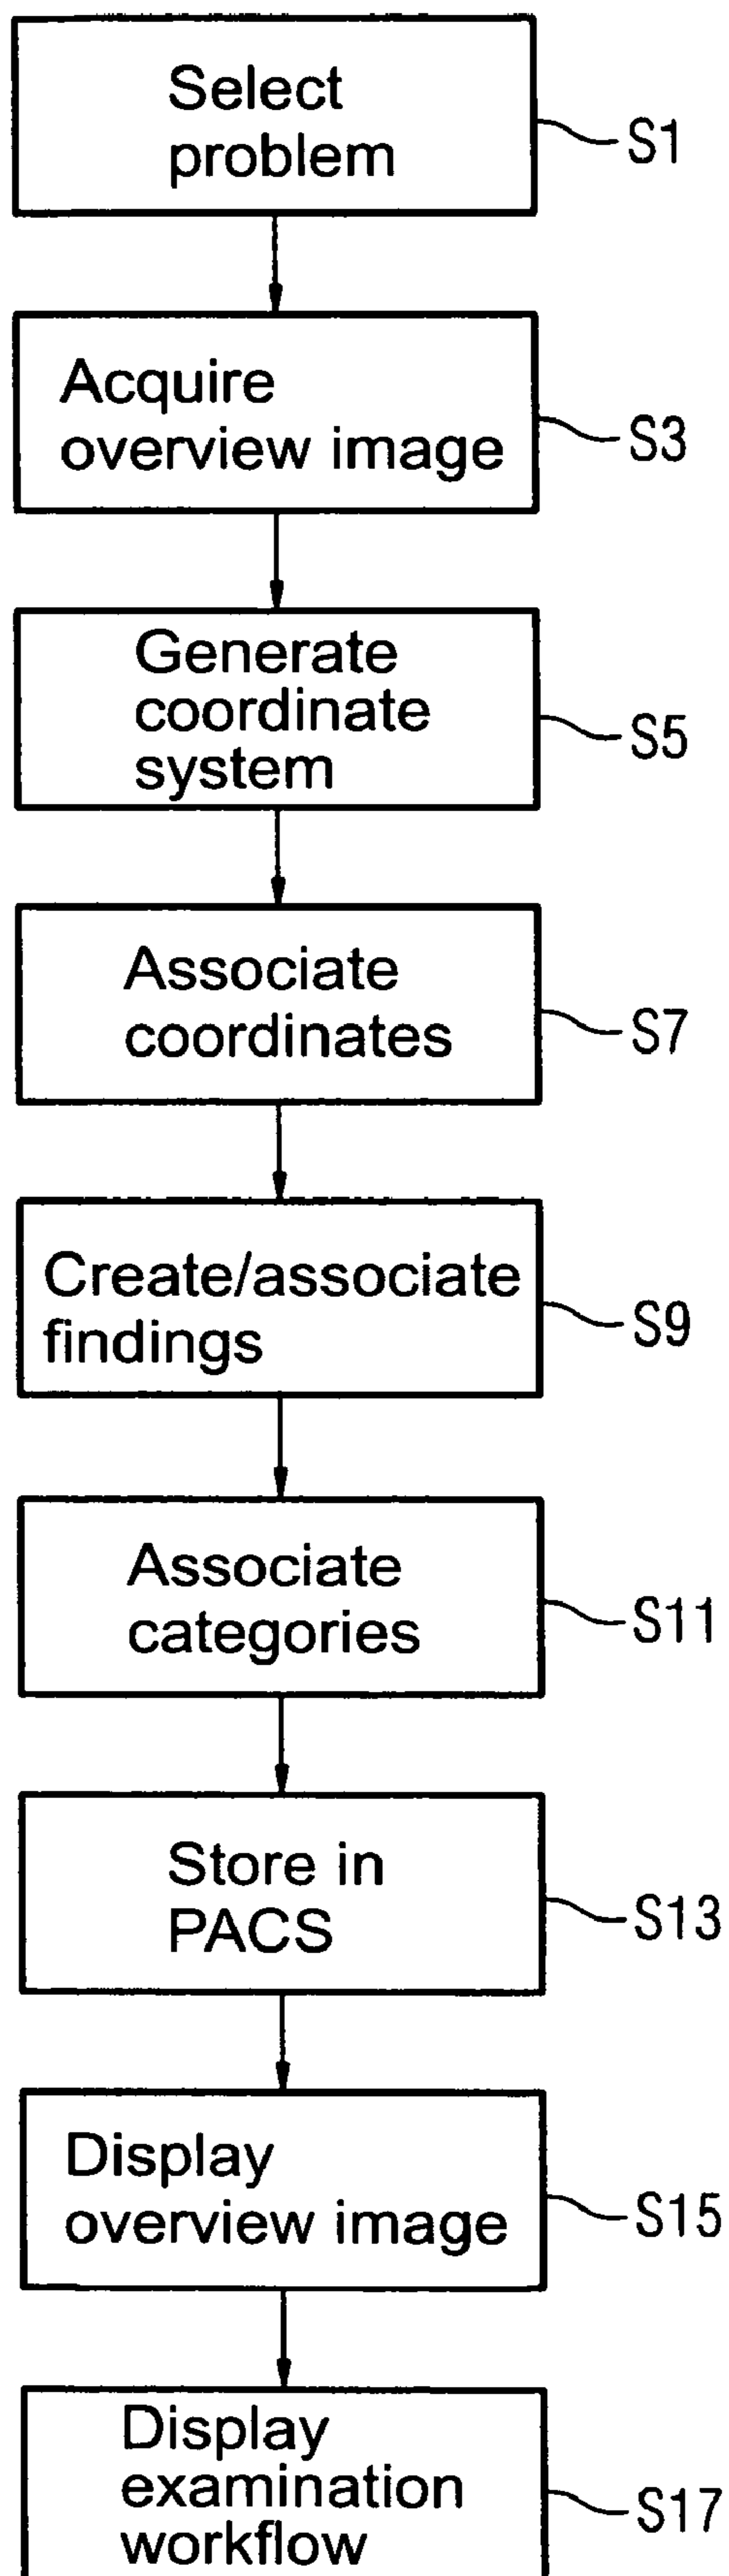 Select
problem
S1
Acquire
overview image
S3
Generate
coordinate
system
S5
Associate
coordinates
S7
Create/associate
findings
S9
Associate
categories
S11
Store in
PACS
S13
Display
overview image
S15
Display
examination
workflow
S17